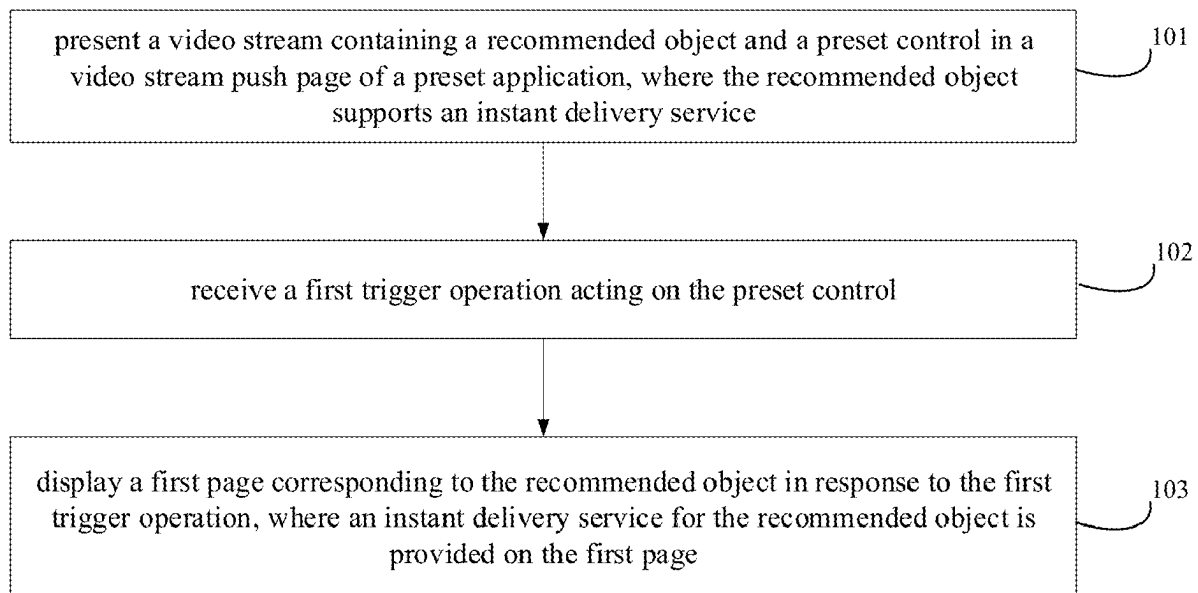 present a video stream containing a recommended object and a preset control in a
video stream push page of a preset application, where the recommended object
supports an instant delivery service
101
receive a first trigger operation acting on the preset control
102
display a first page corresponding to the recommended object in response to the first
trigger operation, where an instant delivery service for the recommended object is
provided on the first page
103